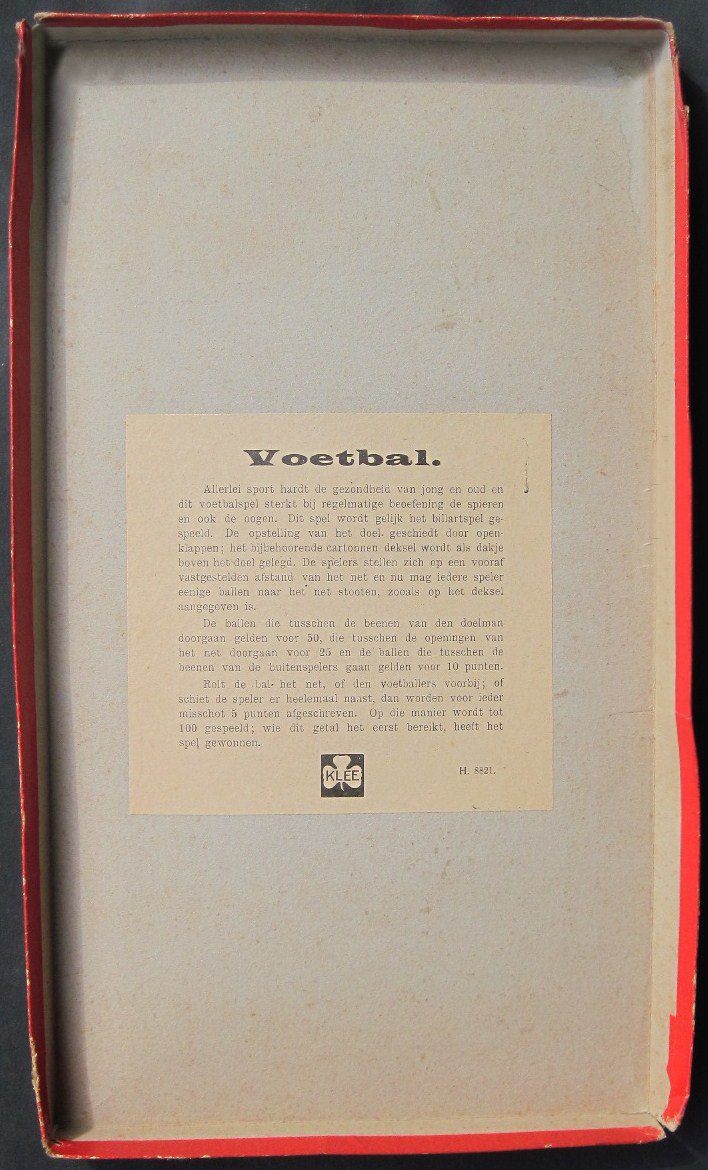 Voetbal.
Allerlei sport hardt de gezondheid van jong en oud en
dit voetbalspel sterkt bij regelmatige beoefening de spieren
en ook de oogen. Dit spel wordt gelijk het biljartspel ge-
speeld. De opstelling van het doel geschiedt door open-
klappen; het bijbehoorende cartonnen deksel wordt als dakje
boven het doel gelegd. De spelers stellen zich op een vooraf
vastgestelden afstand van het net en nu mag iedere speler
eenige ballen naar het net stooten, zooals op het deksel
aangegeven is.
De ballen die tusschen de beenen van den doelman
doorgaan gelden voor 50, die tusschen de openingen van
het net doorgaan voor 25 en de ballen die tusschen de
beenen van de buitenspelers gaan gelden voor 10 punten.
Rolt de bal het net, of den voetballers voorbij; of
schiet de speler er heelemaal naast, dan worden voor ieder
misschot 5 punten afgeschreven. Op die manier wordt tot
100 gespeeld; wie dit getal het eerst bereikt, heeft het
spel gewonnen.
KLEE
H. 8821.